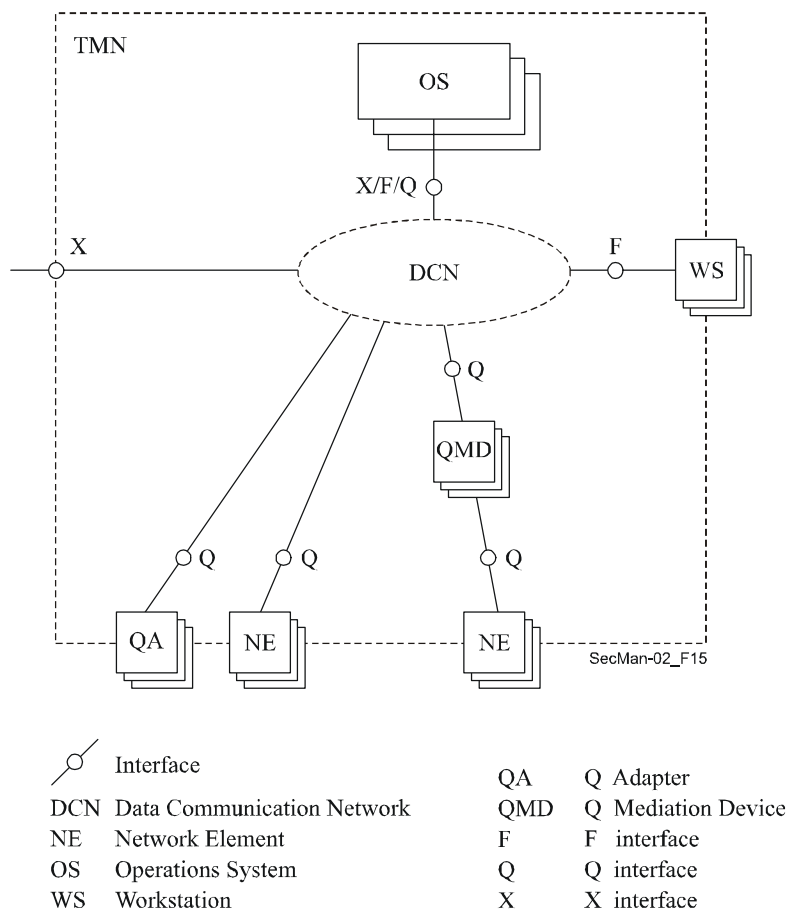 TMN
OS
X/F/Q
X
F
DCN
WS
Q
QMD
Q
Q
Q
QA
NE
NE
SecMan-02_F15
Interface
DCN Data Communication Network
NE Network Element
OS Operations System
WS Workstation
QA Q Adapter
QMD Q Mediation Device
F F interface
Q Q interface
X X interface